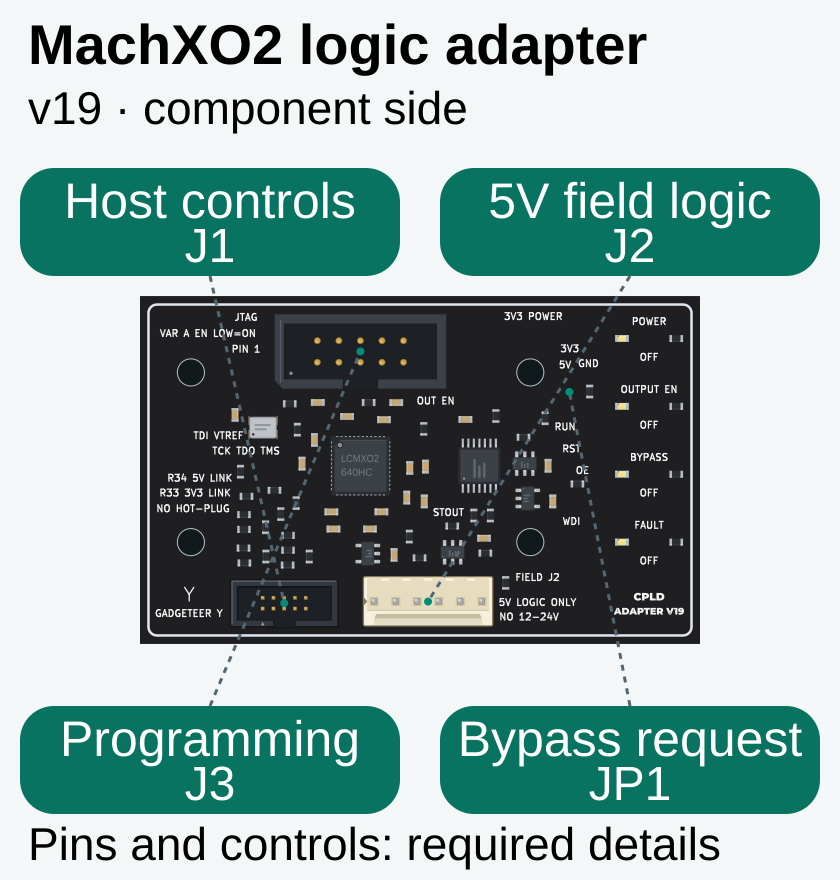 MachXO2 logic adapter
v19 · component side
Host controls
J1
5V field logic
J2
JTAG
VAR A EN LOW=ON
PIN 1
3V3 POWER
3V3
5V GND
POWER
OFF
OUT EN
OUTPUT EN
OFF
RUN
TDI VTREF
TCK TDO TMS
LCMXO2
640HC
RST
OE
BYPASS
OFF
R34 5V LINK
R33 3V3 LINK
NO HOT-PLUG
STOUT
WDI
FAULT
OFF
Y
GADGETEER Y
FIELD J2
5V LOGIC ONLY
NO 12-24V
CPLD
ADAPTER V19
Programming
J3
Bypass request
JP1
Pins and controls: required details